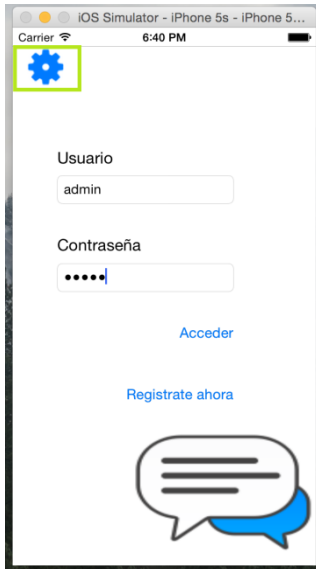 iOS Simulator - iPhone 5s - iPhone 5...
Carrier 6:40 PM
Usuario
admin
Contraseña
•••••
Acceder
Registrate ahora